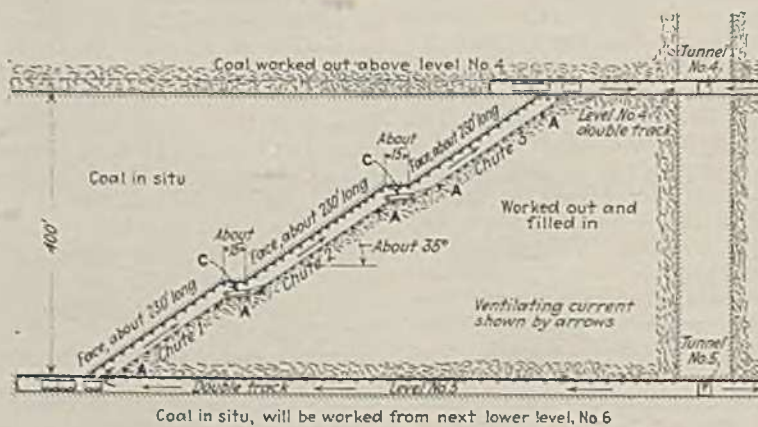 Coal worked out above level No 4
Tunnel
No 4
Level No 4
double track
Face, about 230' long
Chute 3
A
About
15'
C
A
A
Coal in situ
400'
Worked out and
filled in
Face, about 230' long
Chute 2
About 35°
About
15'
C
A
Face, about 230' long
Chute 1
A
Ventilating current
shown by arrows
Tunnel
No 5
Double track
Level No 5
Coal in situ, will be worked from next lower level, No 6